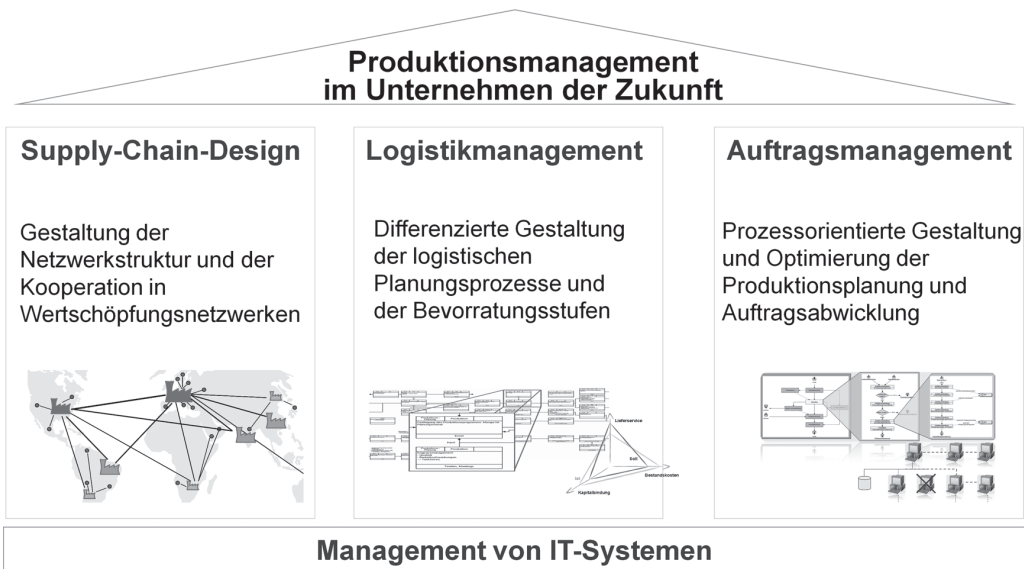 Produktionsmanagement
im Unternehmen der Zukunft
Supply-Chain-Design
Gestaltung der
Netzwerkstruktur und der
Kooperation in
Wertschöpfungsnetzwerken
Logistikmanagement
Differenzierte Gestaltung
der logistischen
Planungsprozesse und
der Bevorratungsstufen
Lieferservice
Soll
Ist
Bestandskosten
Kapitalbindung
Auftragsmanagement
Prozessorientierte Gestaltung
und Optimierung der
Produktionsplanung und
Auftragsabwicklung
Management von IT-Systemen